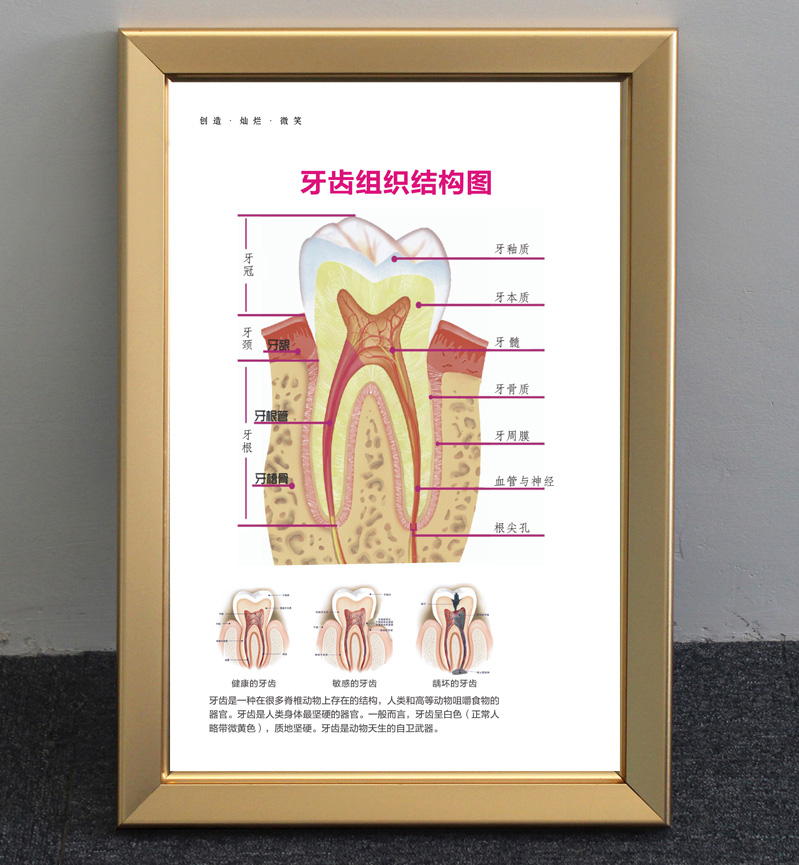 创造·灿烂·微笑
牙齿组织结构图
牙冠
牙颈
牙龈
牙根管
牙根
牙槽骨
牙釉质
牙本质
牙髓
牙骨质
牙周膜
血管与神经
根尖孔
健康的牙齿
敏感的牙齿
龋坏的牙齿
牙齿是一种在很多脊椎动物上存在的结构，人类和高等动物咀嚼食物的
器官。牙齿是人类身体最坚硬的器官。一般而言，牙齿呈白色（正常人
略带微黄色），质地坚硬。牙齿是动物天生的自卫武器。